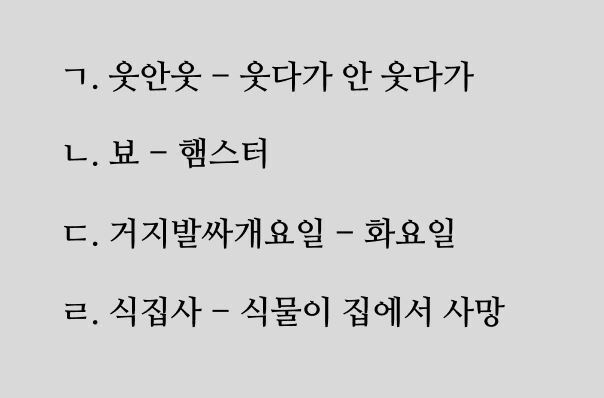 ㄱ. 웃안웃 - 웃다가 안 웃다가
ㄴ. 뵤 - 햄스터
ㄷ. 거지발싸개요일 - 화요일
ㄹ. 식집사 - 식물이 집에서 사망